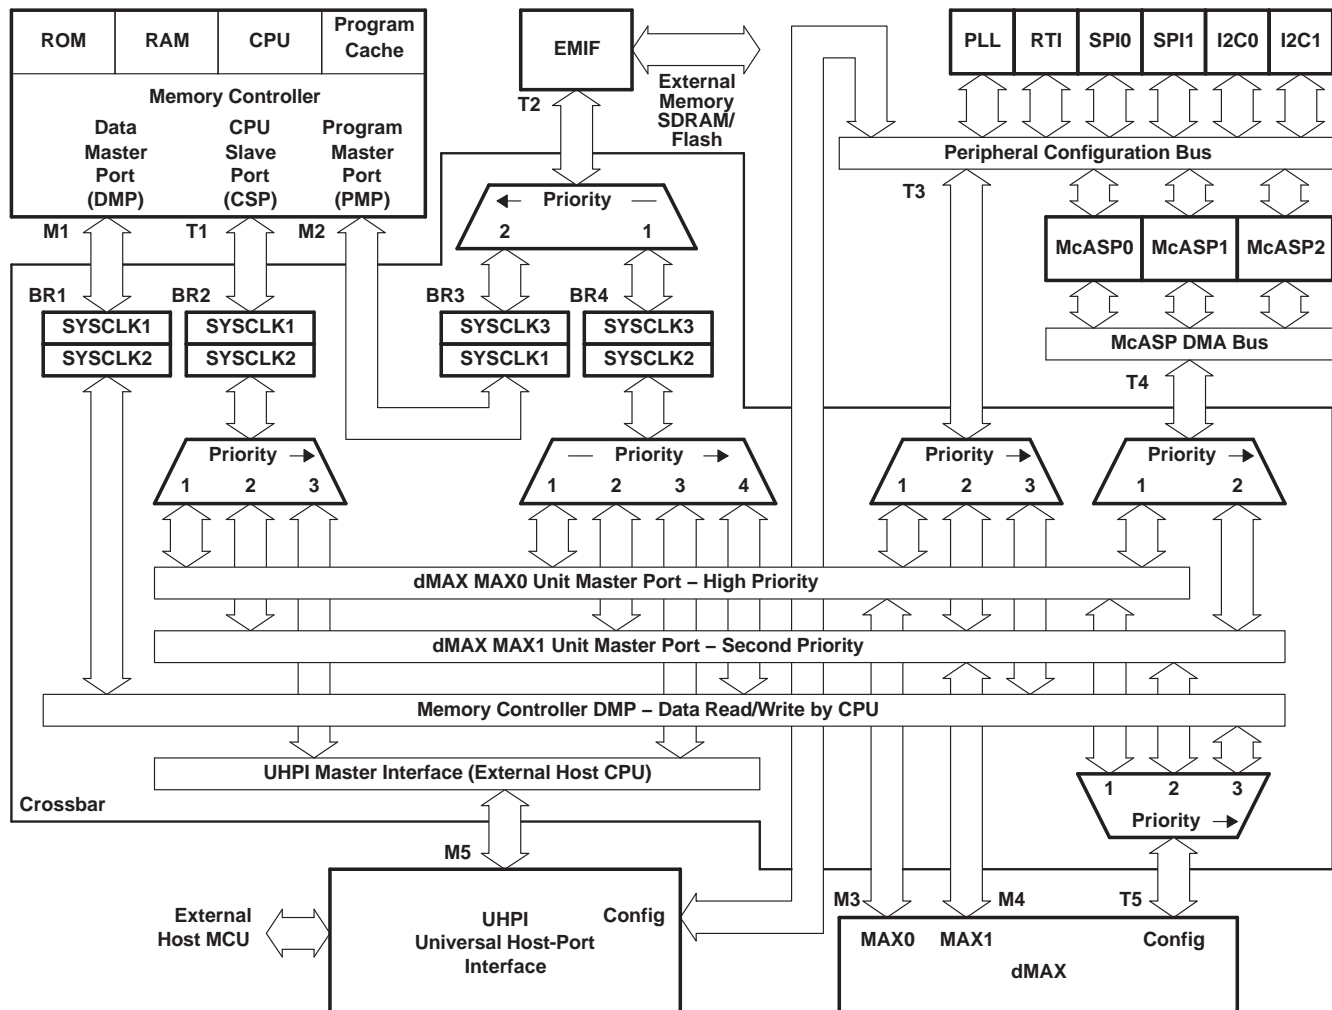 ROM
RAM
CPU
Program
Cache
Memory Controller
Data
Master
Port
(DMP)
CPU
Slave
Port
(CSP)
Program
Master
Port
(PMP)
EMIF
External
Memory
SDRAM/
Flash
T2
PLL
RTI
SPI0
SPI1
I2C0
I2C1
Peripheral Configuration Bus
T3
McASP0
McASP1
McASP2
McASP DMA Bus
T4
M1
T1
M2
Priority
2
1
BR1
BR2
BR3
BR4
SYSCLK1
SYSCLK2
SYSCLK1
SYSCLK2
SYSCLK3
SYSCLK1
SYSCLK3
SYSCLK2
Priority
1
2
3
Priority
1
2
3
4
Priority
1
2
3
Priority
1
2
dMAX MAX0 Unit Master Port – High Priority
dMAX MAX1 Unit Master Port – Second Priority
Memory Controller DMP – Data Read/Write by CPU
UHPI Master Interface (External Host CPU)
1
2
3
Priority
Crossbar
M5
M3
M4
T5
External
Host MCU
UHPI
Universal Host-Port
Interface
Config
MAX0
MAX1
Config
dMAX